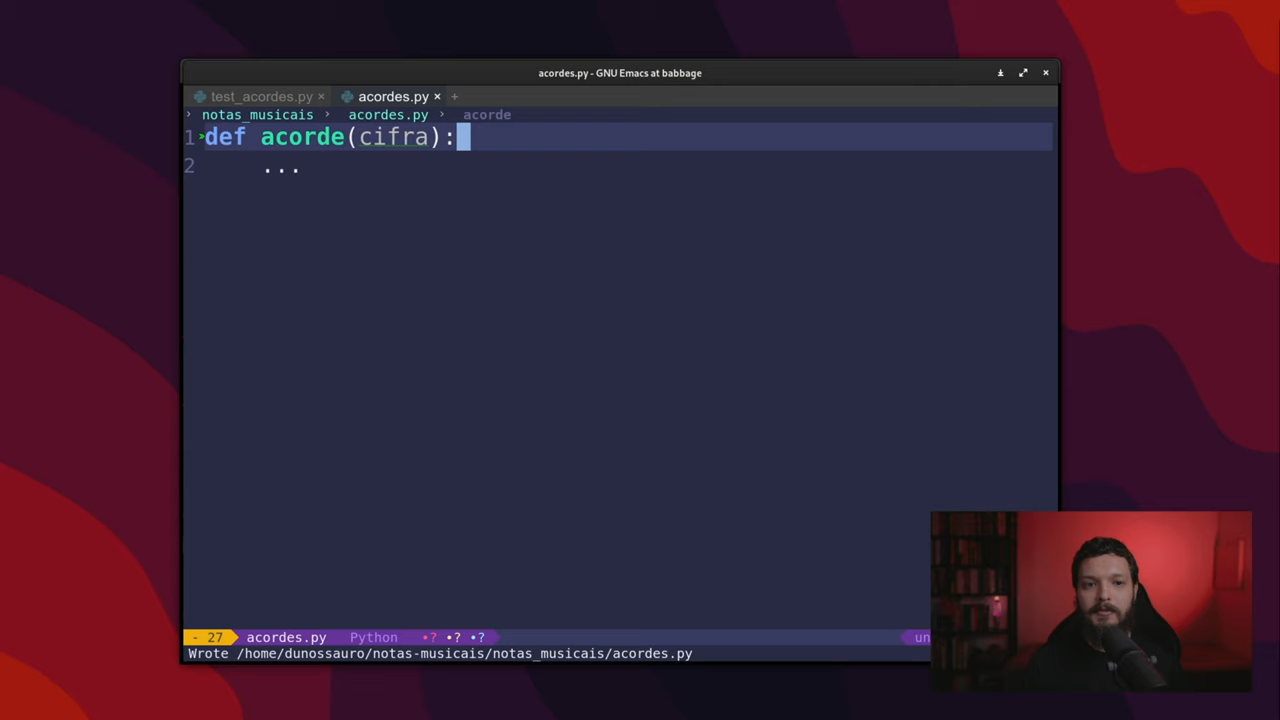 acordes.py - GNU Emacs at babbage
test_acordes.py × acordes.py × +
› notas_musicais › acordes.py › acorde
1 def acorde(cifra):
2 ...
- 27 acordes.py Python •? •? •? un
Wrote /home/dunossauro/notas-musicais/notas_musicais/acordes.py